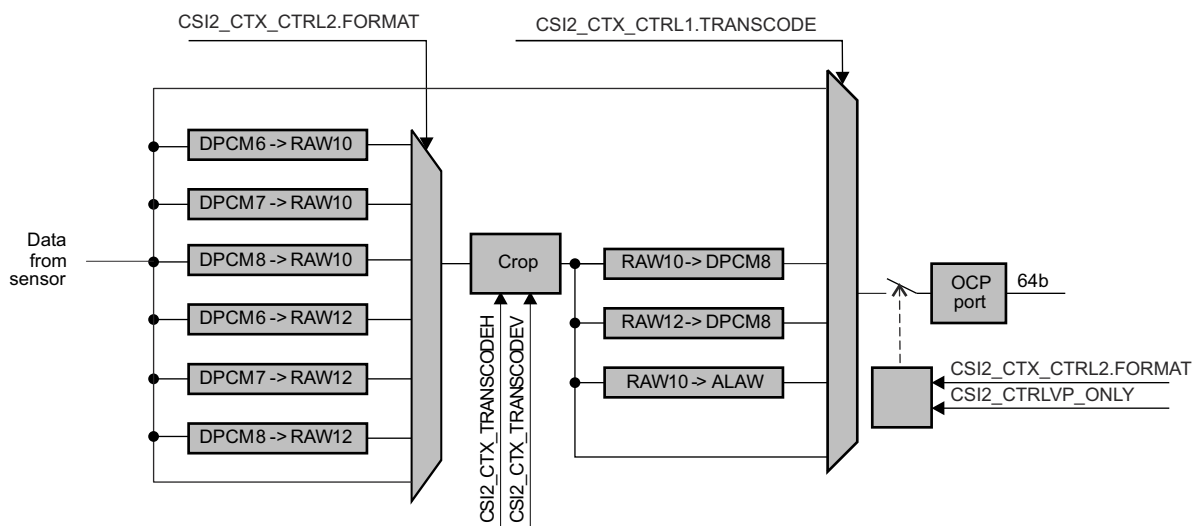 CSI2_CTX_CTRL2.FORMAT
CSI2_CTX_CTRL1.TRANSCODE
DPCM6 -> RAW10
DPCM7 -> RAW10
DPCM8 -> RAW10
DPCM6 -> RAW12
DPCM7 -> RAW12
DPCM8 -> RAW12
Data
from
sensor
Crop
CSI2_CTX_TRANSCODEH
CSI2_CTX_TRANSCODEV
RAW10 -> DPCM8
RAW12 -> DPCM8
RAW10 -> ALAW
OCP
port
64b
CSI2_CTX_CTRL2.FORMAT
CSI2_CTRLVP_ONLY